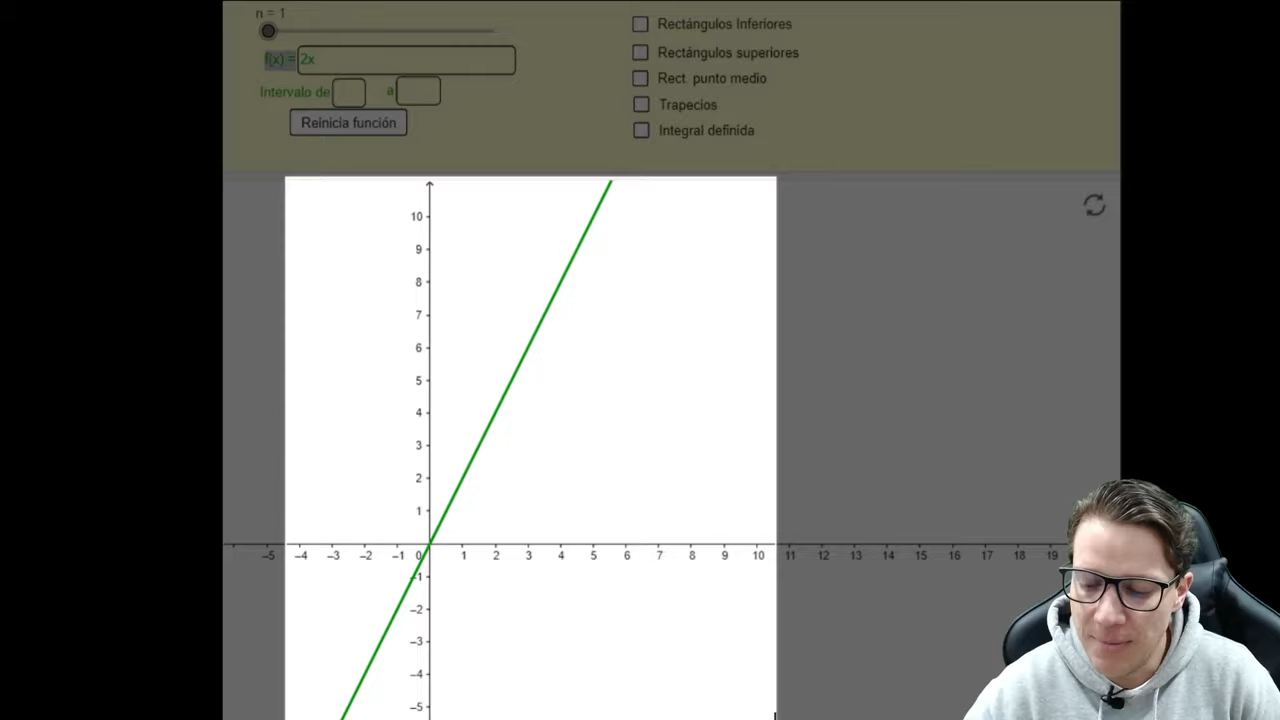 n = 1
f(x) = 2x
Intervalo de
a
Reinicia función
Rectángulos Inferiores
Rectángulos superiores
Rect. punto medio
Trapecios
Integral definida
10
9
8
7
6
5
4
3
2
1
–5 –4 –3 –2 –1 0 1 2 3 4 5 6 7 8 9 10 11 12 13 14 15 16 17 18 19
–1
–2
–3
–4
–5